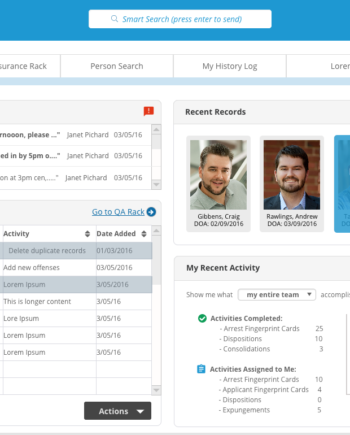 Smart Search (press enter to send)
surance Rack Person Search My History Log Lorem
Recent Records
rnooon, please ..." Janet Pichard 03/05/16
ed in by 5pm o...." Janet Pichard 03/05/16
on at 3pm cen,....." Janet Pichard 03/05/16
Gibbens, Craig
DOA: 02/09/2016
Rawlings, Andrew
DOA: 03/09/2016
Go to QA Rack
Activity Date Added
Delete duplicate records 01/03/2016
Add new offenses 03/05/2016
Lorem Ipsum 3/05/2016
This is longer content 3/05/16
Lore Ipsum 3/05/16
Lorem Ipsum 3/05/16
Lorem Ipsum 3/05/16
Actions
My Recent Activity
Show me what my entire team accomplis
Activities Completed:
- Arrest Fingerprint Cards 25
- Dispositions 10
- Consolidations 3
Activities Assigned to Me:
- Arrest Fingerprint Cards 10
- Applicant Fingerprint Cards 4
- Dispositions 0
- Expungements 5